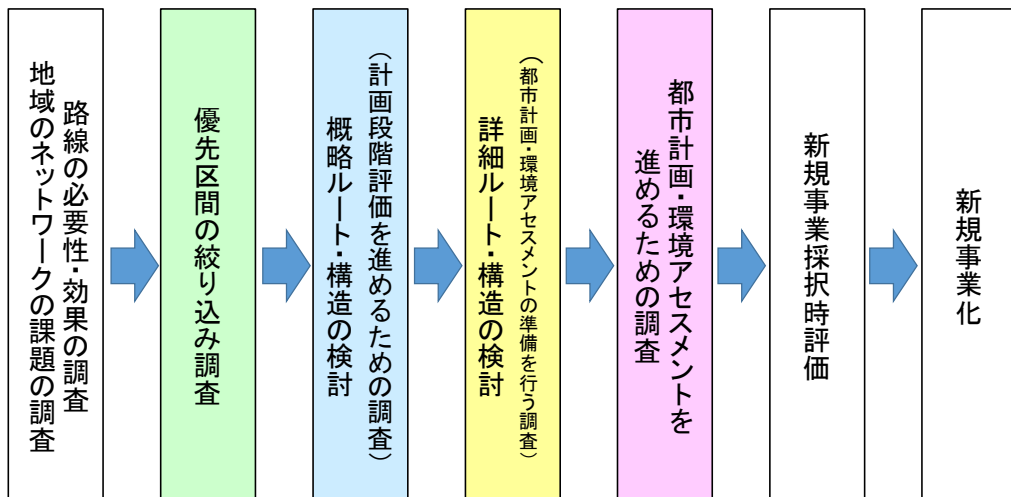 路線の必要性・効果の調査
地域のネットワークの課題の調査
優先区間の絞り込み調査
（計画段階評価を進めるための調査）
概略ルート・構造の検討
（都市計画・環境アセスメントの準備を行う調査）
詳細ルート・構造の検討
都市計画・環境アセスメントを
進めるための調査
新規事業採択時評価
新規事業化